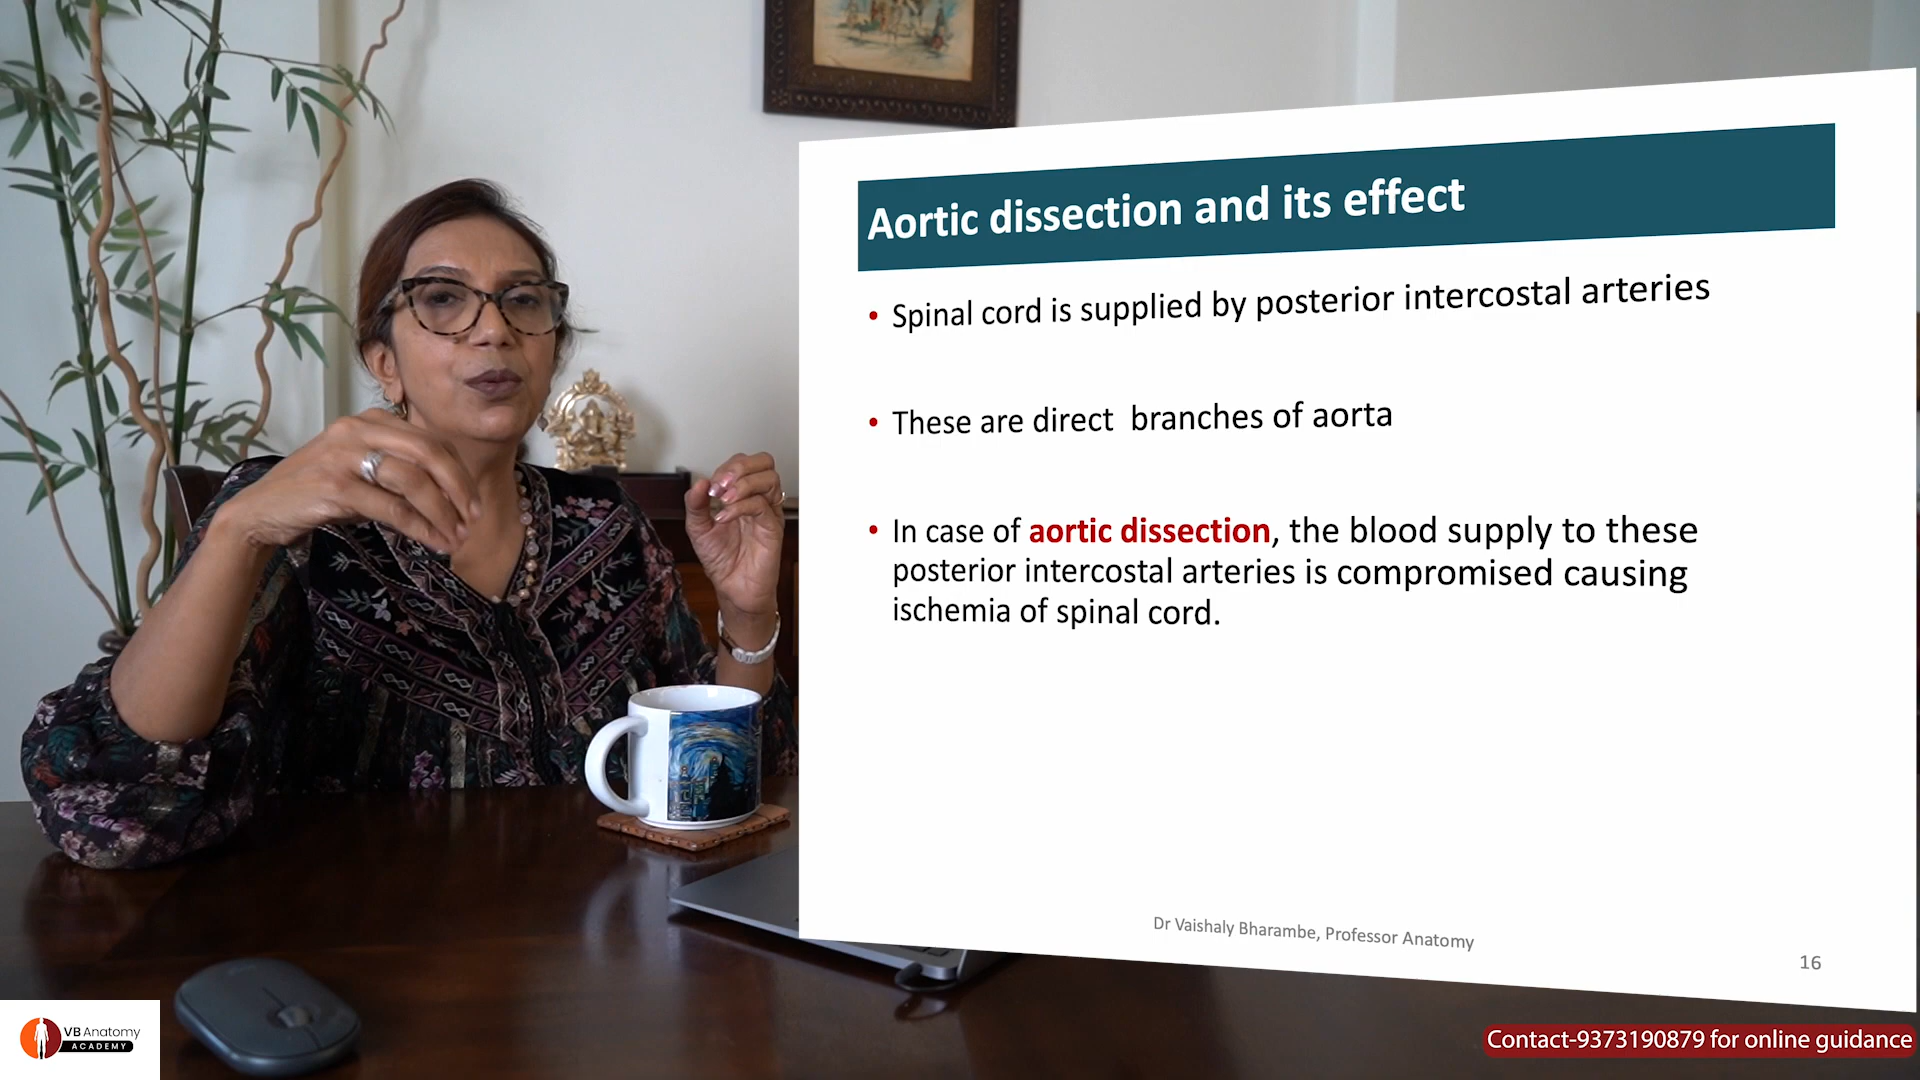 Aortic dissection and its effect
• Spinal cord is supplied by posterior intercostal arteries
• These are direct  branches of aorta
• In case of aortic dissection, the blood supply to these
posterior intercostal arteries is compromised causing
ischemia of spinal cord.
Dr Vaishaly Bharambe, Professor Anatomy
16
VB Anatomy
ACADEMY
Contact-9373190879 for online guidance